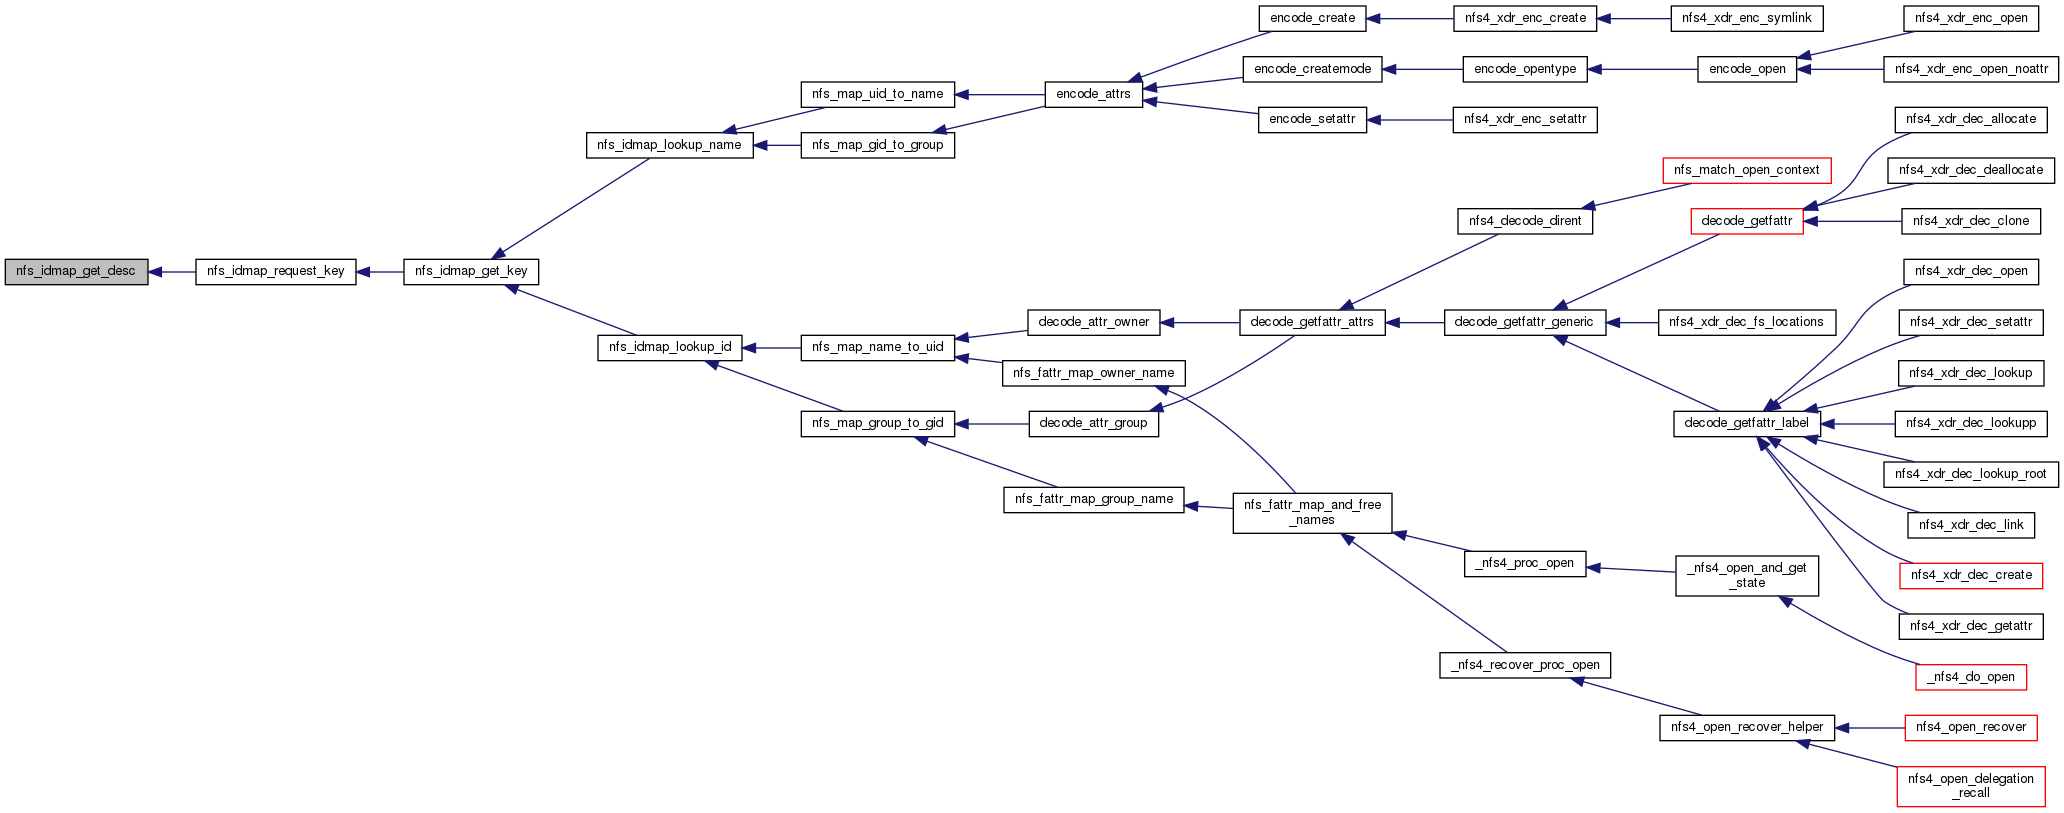 encode_create
nfs4_xdr_enc_create
nfs4_xdr_enc_symlink
nfs4_xdr_enc_open
encode_createmode
encode_opentype
encode_open
nfs4_xdr_enc_open_noattr
nfs_map_uid_to_name
encode_attrs
encode_setattr
nfs4_xdr_enc_setattr
nfs4_xdr_dec_allocate
nfs_idmap_lookup_name
nfs_map_gid_to_group
nfs_match_open_context
nfs4_xdr_dec_deallocate
nfs4_decode_dirent
decode_getfattr
nfs4_xdr_dec_clone
nfs_idmap_get_desc
nfs_idmap_request_key
nfs_idmap_get_key
nfs4_xdr_dec_open
decode_attr_owner
decode_getfattr_attrs
decode_getfattr_generic
nfs4_xdr_dec_fs_locations
nfs4_xdr_dec_setattr
nfs_idmap_lookup_id
nfs_map_name_to_uid
nfs_fattr_map_owner_name
nfs4_xdr_dec_lookup
nfs_map_group_to_gid
decode_attr_group
decode_getfattr_label
nfs4_xdr_dec_lookupp
nfs4_xdr_dec_lookup_root
nfs_fattr_map_group_name
nfs_fattr_map_and_free
_names
nfs4_xdr_dec_link
_nfs4_proc_open
_nfs4_open_and_get
_state
nfs4_xdr_dec_create
nfs4_xdr_dec_getattr
_nfs4_recover_proc_open
_nfs4_do_open
nfs4_open_recover_helper
nfs4_open_recover
nfs4_open_delegation
_recall